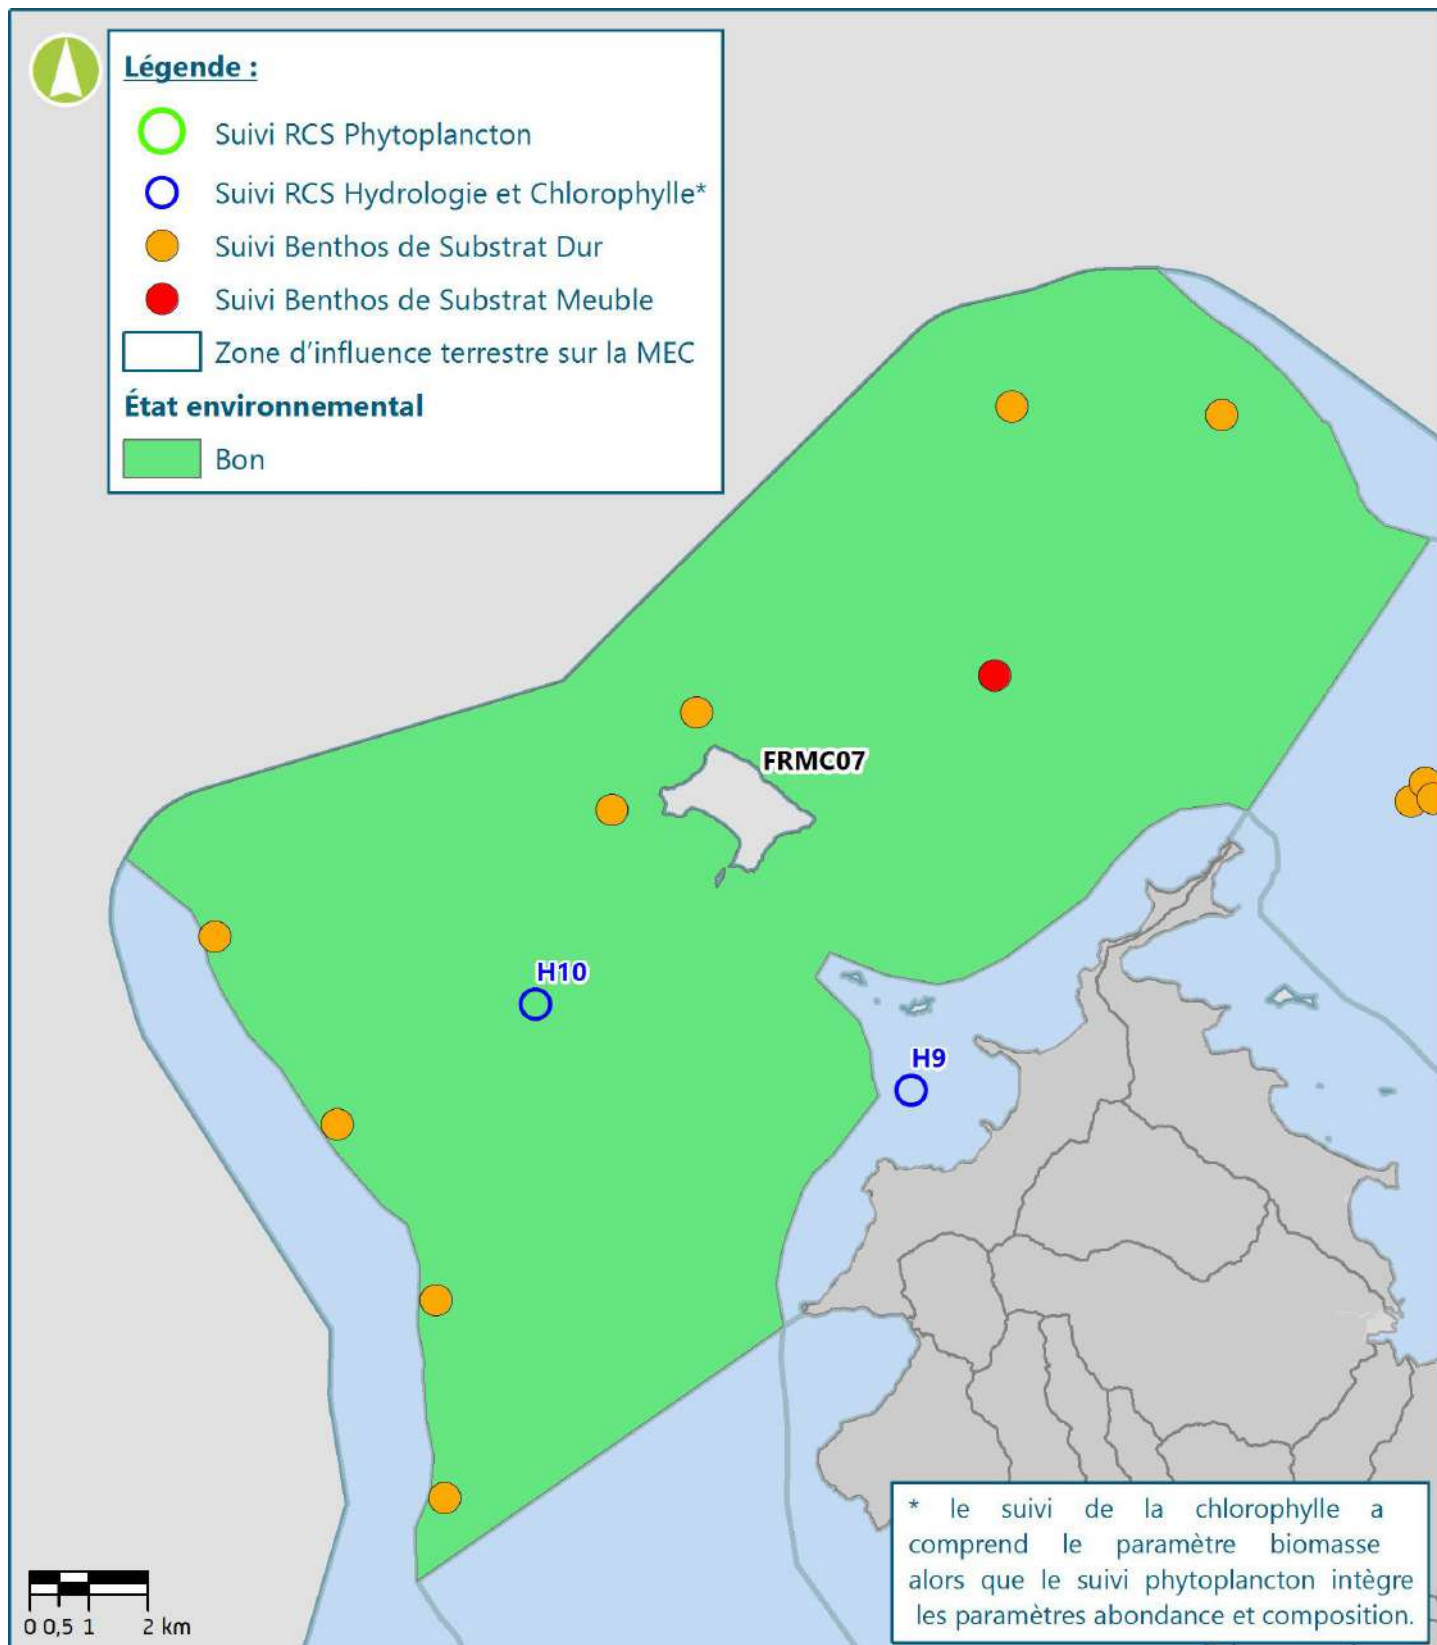 Légende :
Suivi RCS Phytoplancton
Suivi RCS Hydrologie et Chlorophylle*
Suivi Benthos de Substrat Dur
Suivi Benthos de Substrat Meuble
Zone d'influence terrestre sur la MEC
État environnemental
Bon
FRMC07
H10
H9
* le suivi de la chlorophylle a
comprend le paramètre biomasse
alors que le suivi phytoplancton intègre
les paramètres abondance et composition.
0 0,5 1 2 km